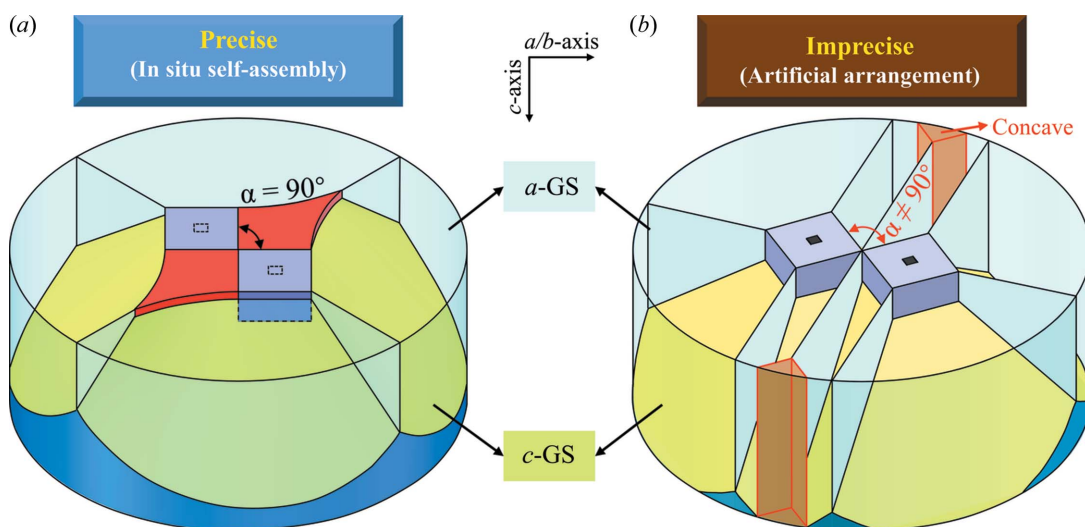 (a)
Precise
(In situ self-assembly)
a/b-axis
c-axis
(b)
Imprecise
(Artificial arrangement)
Concave
α = 90°
a-GS
α ≠ 90°
c-GS